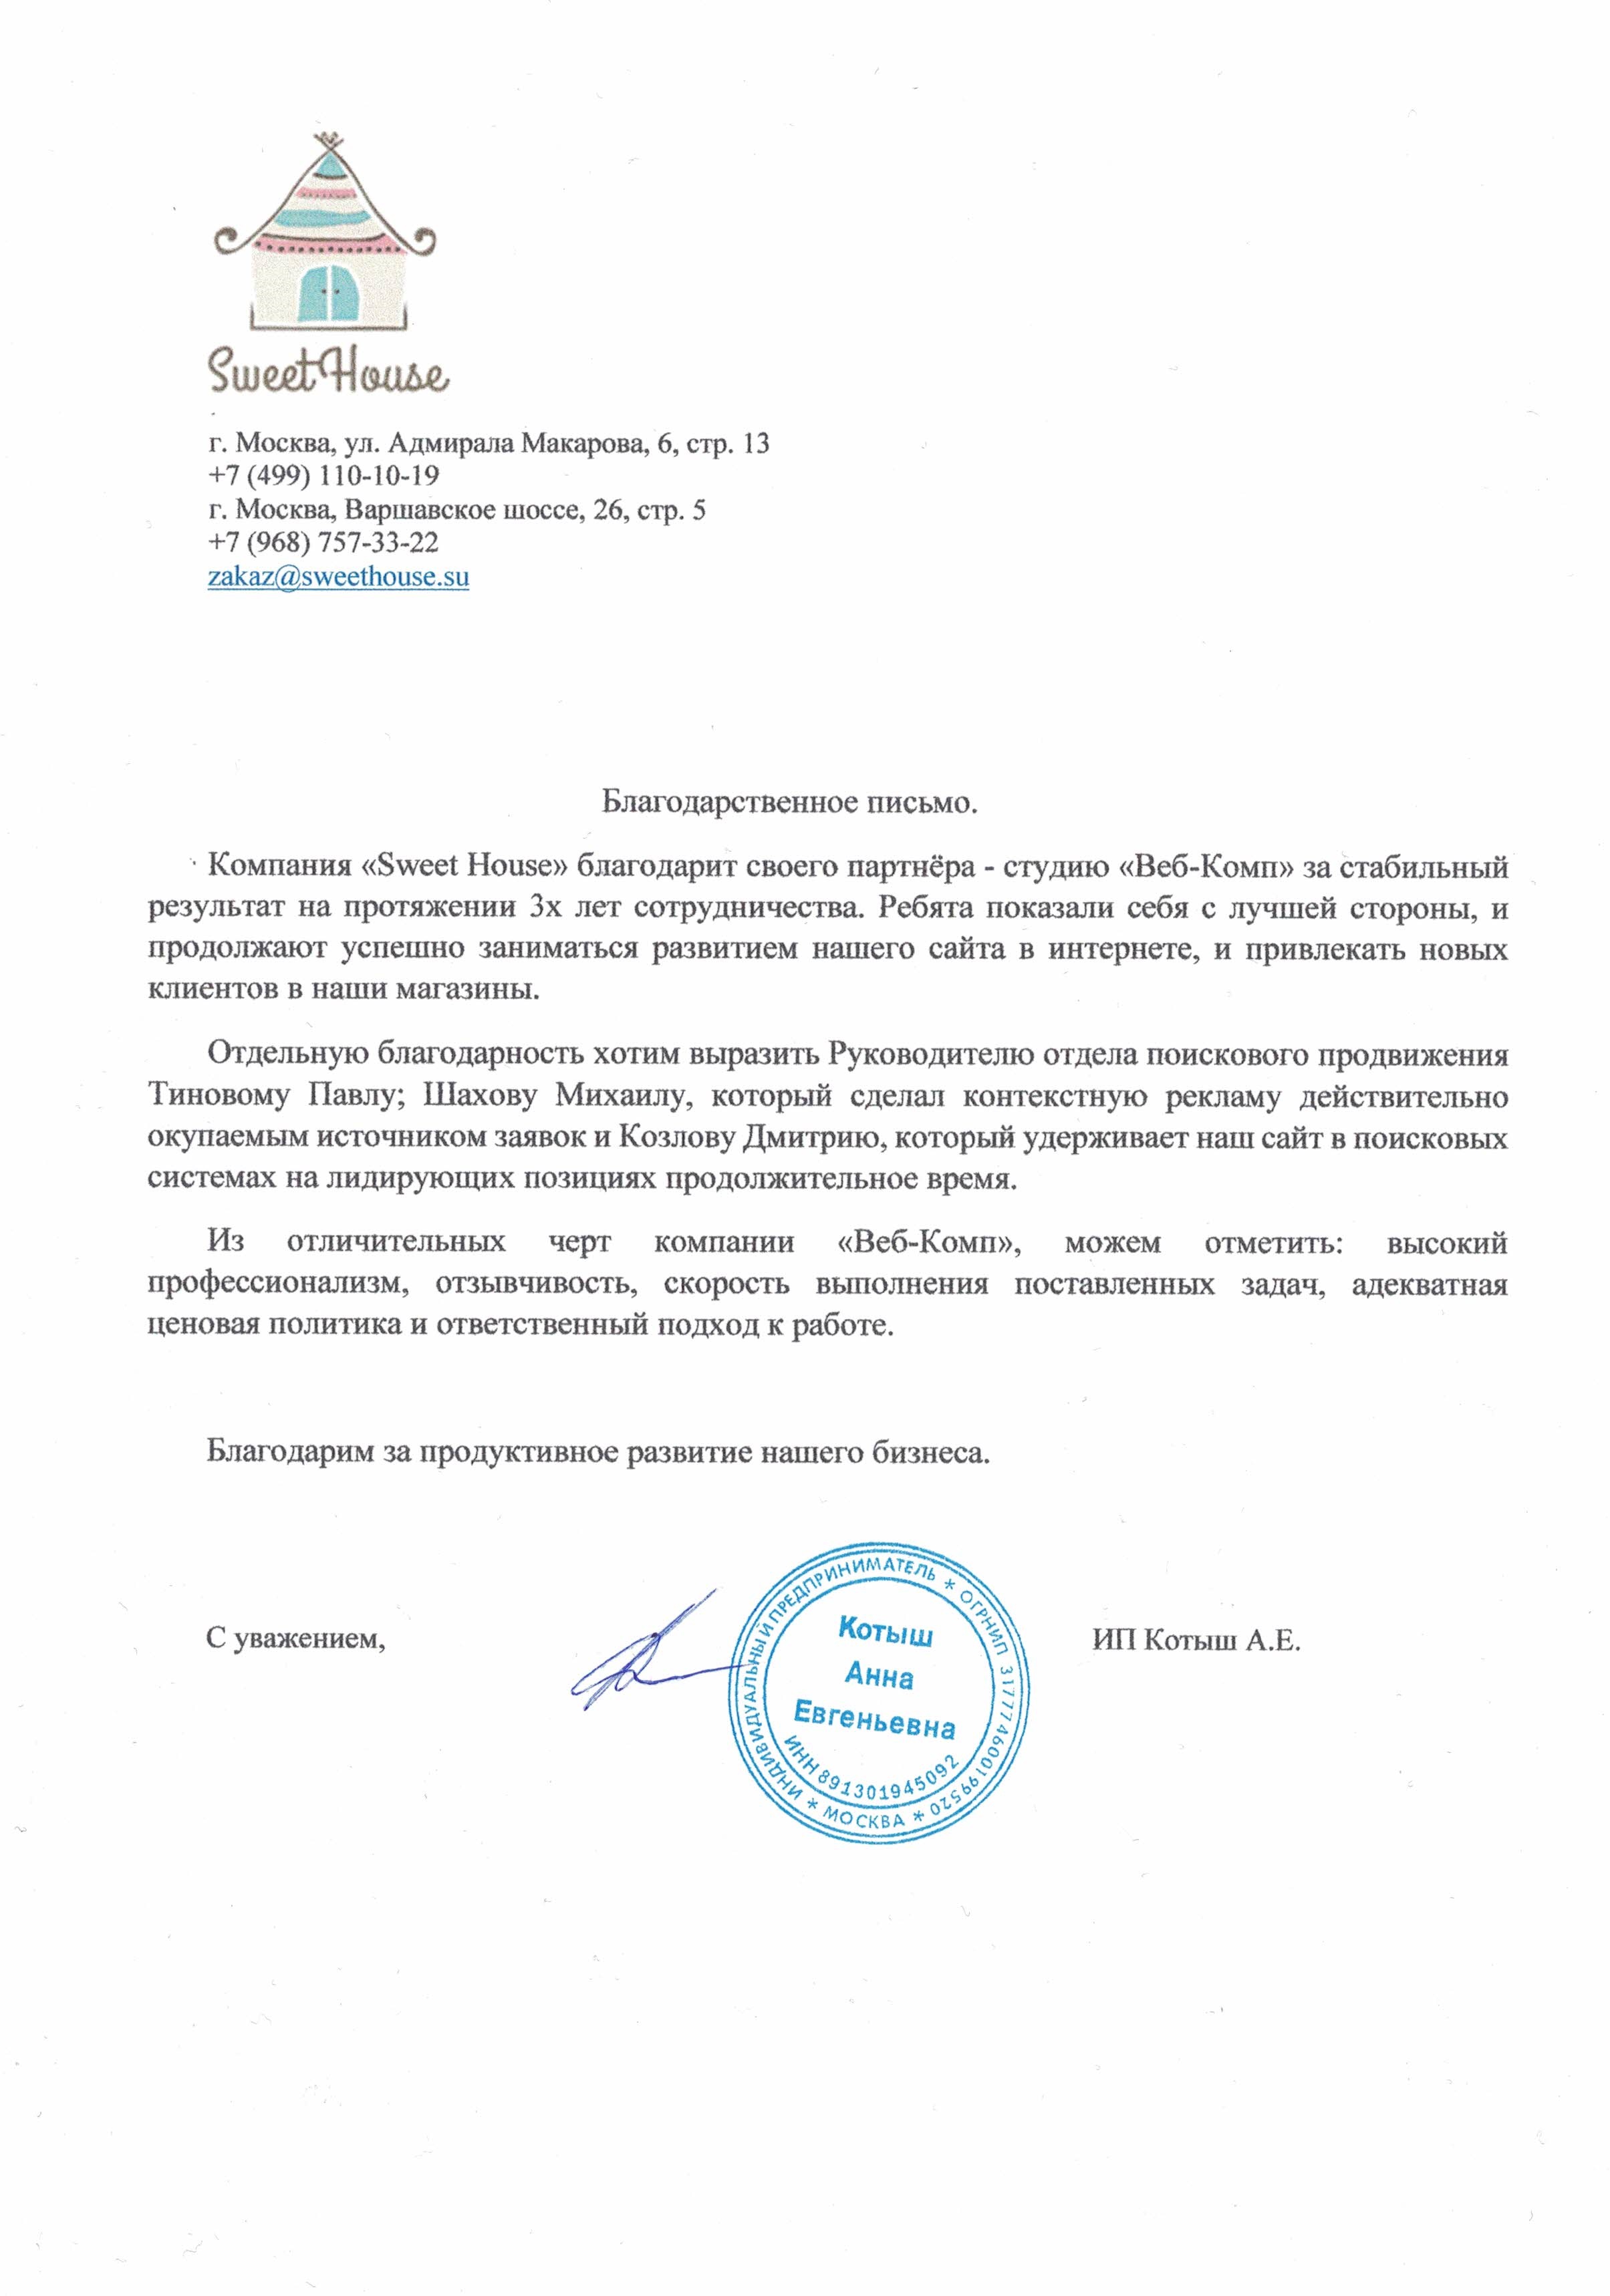 Sweet House
г. Москва, ул. Адмирала Макарова, 6, стр. 13
+7 (499) 110-10-19
г. Москва, Варшавское шоссе, 26, стр. 5
+7 (968) 757-33-22
zakaz@sweethouse.su
Благодарственное письмо.
Компания «Sweet House» благодарит своего партнёра - студию «Веб-Комп» за стабильный
результат на протяжении 3х лет сотрудничества. Ребята показали себя с лучшей стороны, и
продолжают успешно заниматься развитием нашего сайта в интернете, и привлекать новых
клиентов в наши магазины.
Отдельную благодарность хотим выразить Руководителю отдела поискового продвижения
Тиновому Павлу; Шахову Михаилу, который сделал контекстную рекламу действительно
окупаемым источником заявок и Козлову Дмитрию, который удерживает наш сайт в поисковых
системах на лидирующих позициях продолжительное время.
Из отличительных черт компании «Веб-Комп», можем отметить: высокий
профессионализм, отзывчивость, скорость выполнения поставленных задач, адекватная
ценовая политика и ответственный подход к работе.
Благодарим за продуктивное развитие нашего бизнеса.
С уважением,
ИНДИВИДУАЛЬНЫЙ ПРЕДПРИНИМАТЕЛЬ * ОГРНИП 317774600199520 * МОСКВА *
Котыш
Анна
Евгеньевна
ИНН 891301945092
ИП Котыш А.Е.